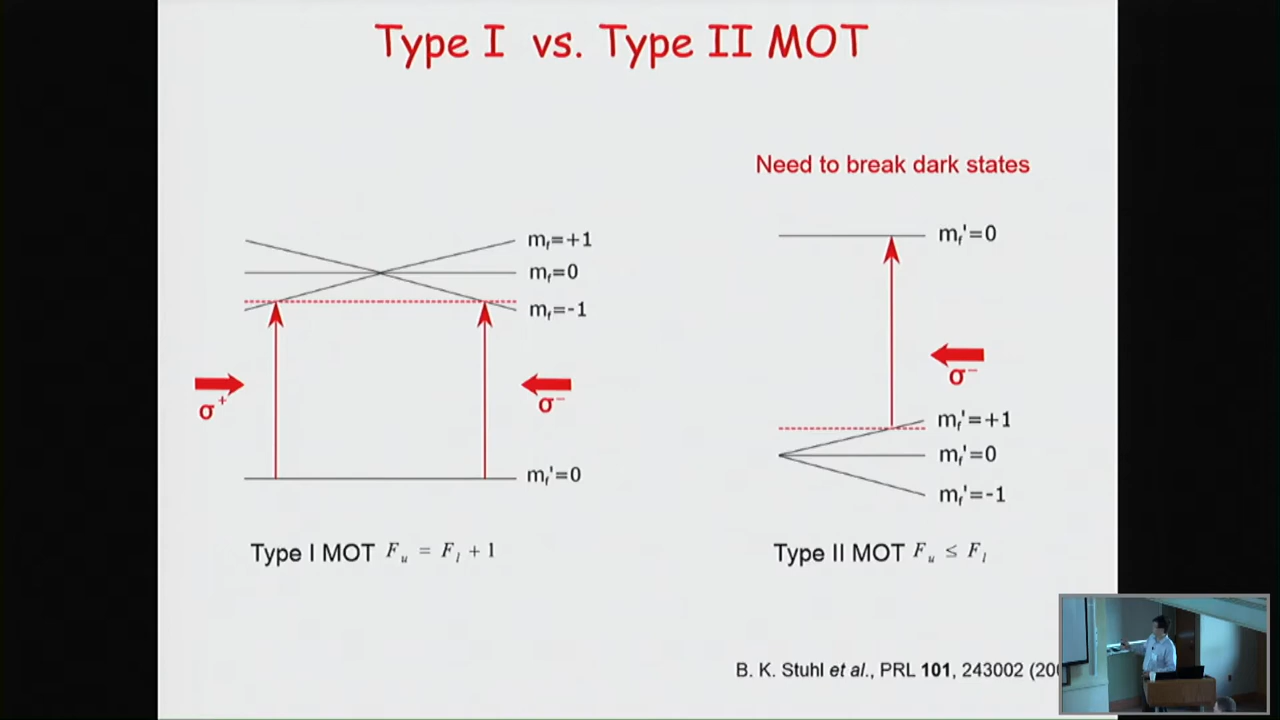 Type I vs. Type II MOT
Need to break dark states
m_f=+1
m_f=0
m_f=-1
σ⁺
σ⁻
m_f'=0
Type I MOT F_u = F_l + 1
m_f'=0
σ⁻
m_f'=+1
m_f'=0
m_f'=-1
Type II MOT F_u ≤ F_l
B. K. Stuhl et al., PRL 101, 243002 (20